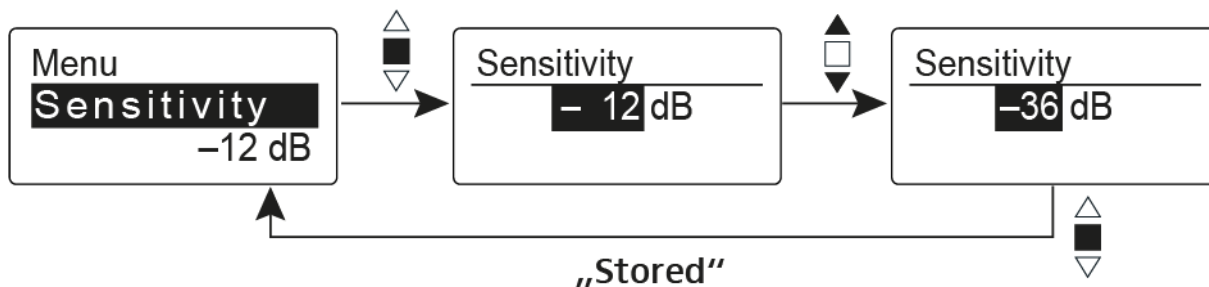 Menu
Sensitivity
–12 dB
Sensitivity
– 12 dB
Sensitivity
–36 dB
„Stored“